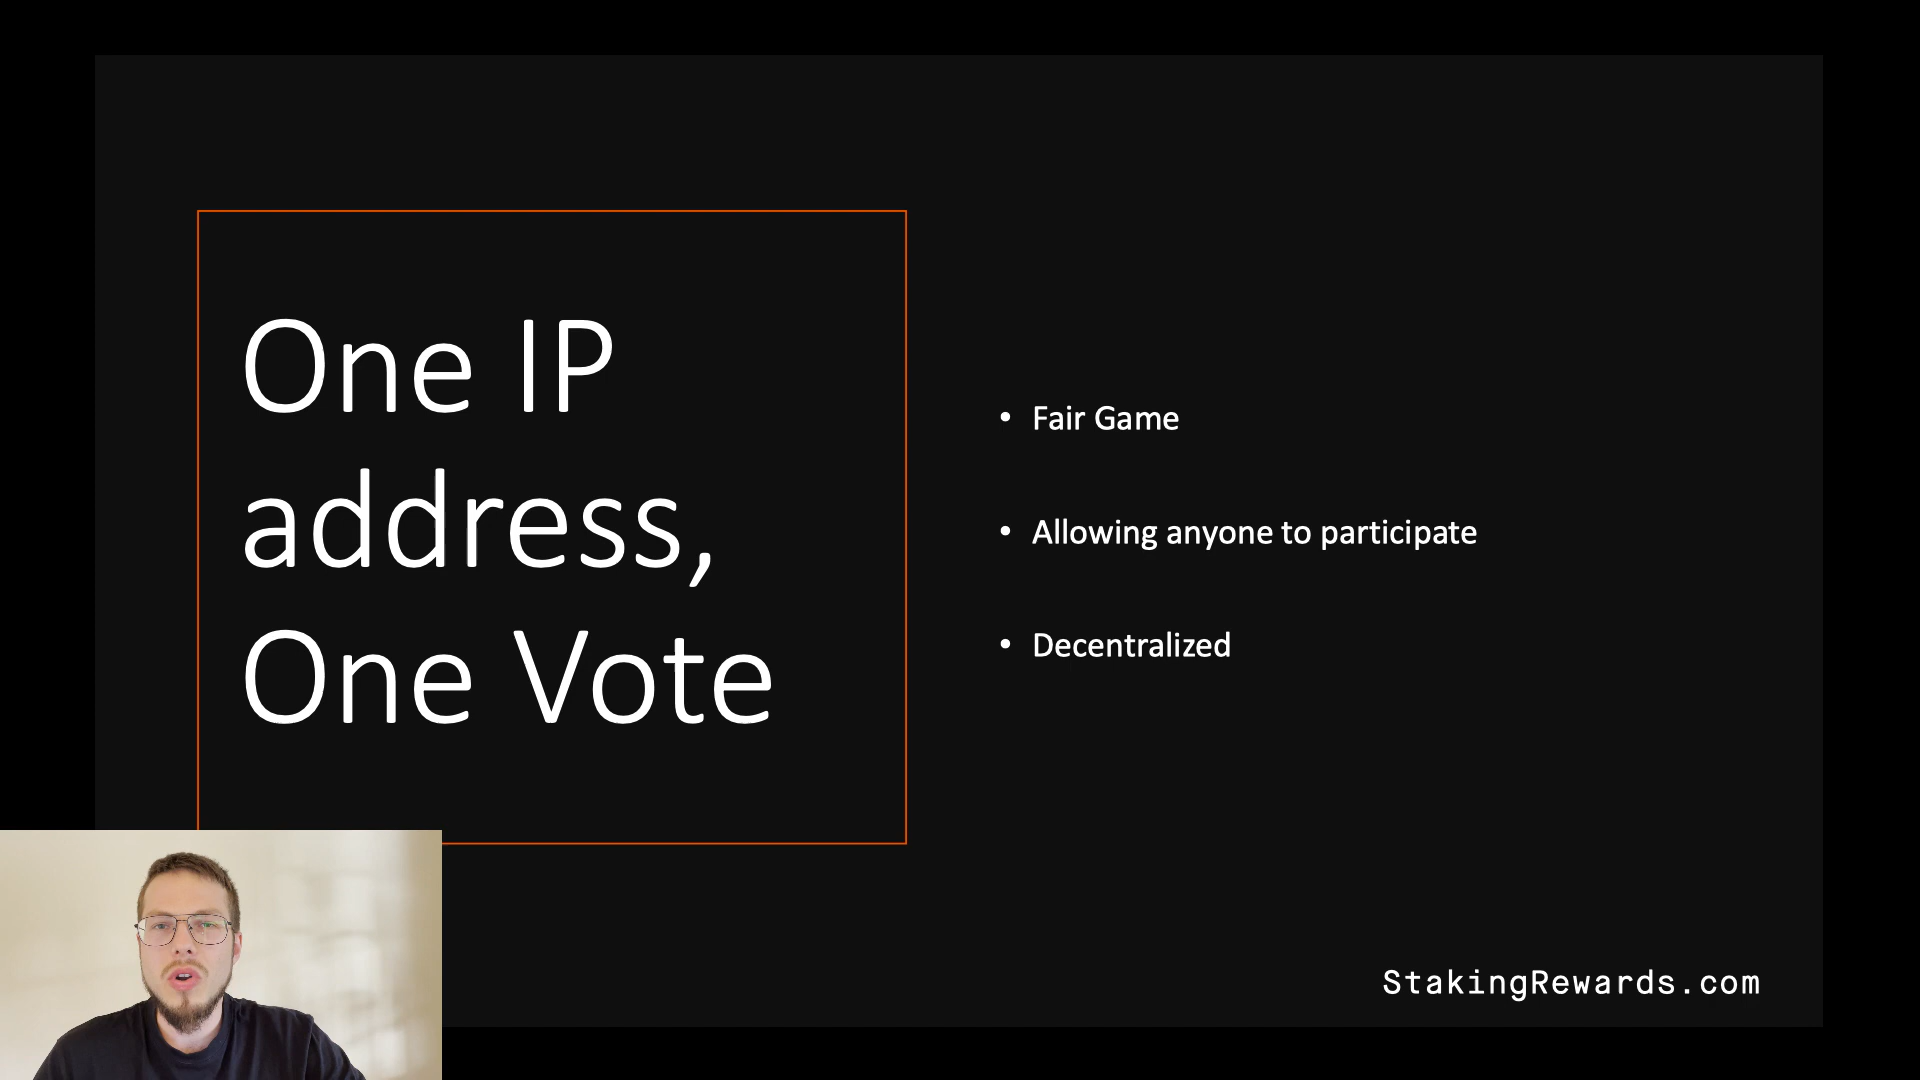 One IP
address,
One Vote
• Fair Game
• Allowing anyone to participate
• Decentralized
StakingRewards.com